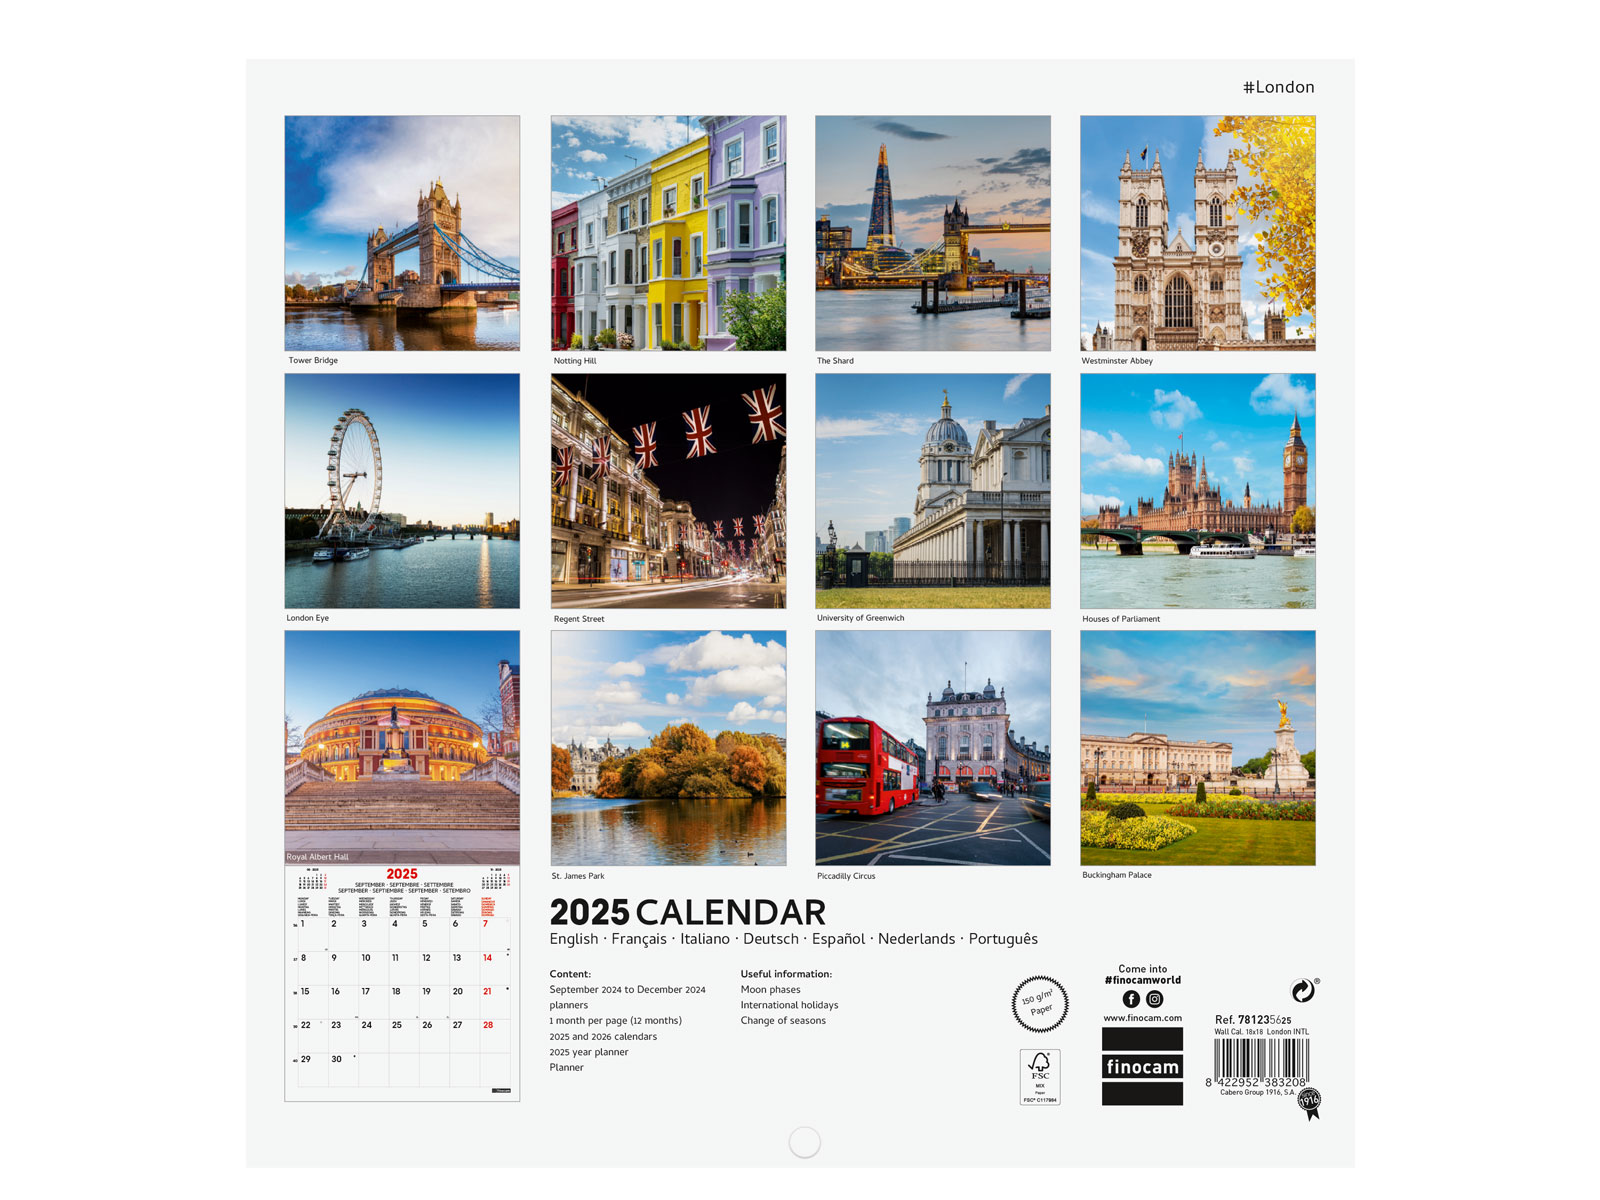 #London
Tower Bridge
Notting Hill
The Shard
Westminster Abbey
London Eye
Regent Street
University of Greenwich
Houses of Parliament
Royal Albert Hall
St. James Park
Piccadilly Circus
Buckingham Palace
2025
SEPTEMBER · SEPTEMBRE · SETTEMBRE
SEPTEMBER · SEPTIEMBRE · SEPTEMBER · SETEMBRO
1 2 3 4 5 6 7
8 9 10 11 12 13 14
15 16 17 18 19 20 21
22 23 24 25 26 27 28
29 30
finocam
2025 CALENDAR
English · Français · Italiano · Deutsch · Español · Nederlands · Português
Content:
September 2024 to December 2024
planners
1 month per page (12 months)
2025 and 2026 calendars
2025 year planner
Planner
Useful information:
Moon phases
International holidays
Change of seasons
150 g/m²
Paper
FSC
MIX
Paper
FSC® C117984
Come into
#finocamworld
www.finocam.com
finocam
®
Ref. 781235625
Wall Cal. 18x18 London INTL
8 422952 383208
Cabero Group 1916, S.A.
1916